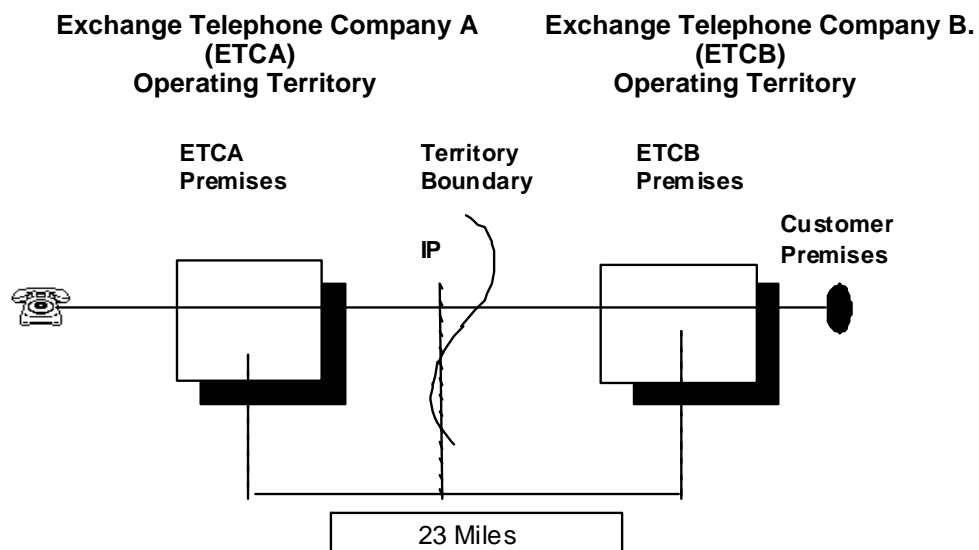 Exchange Telephone Company A
(ETCA)
Operating Territory
Exchange Telephone Company B.
(ETCB)
Operating Territory
ETCA
Premises
Territory
Boundary
ETCB
Premises
Customer
Premises
IP
23 Miles